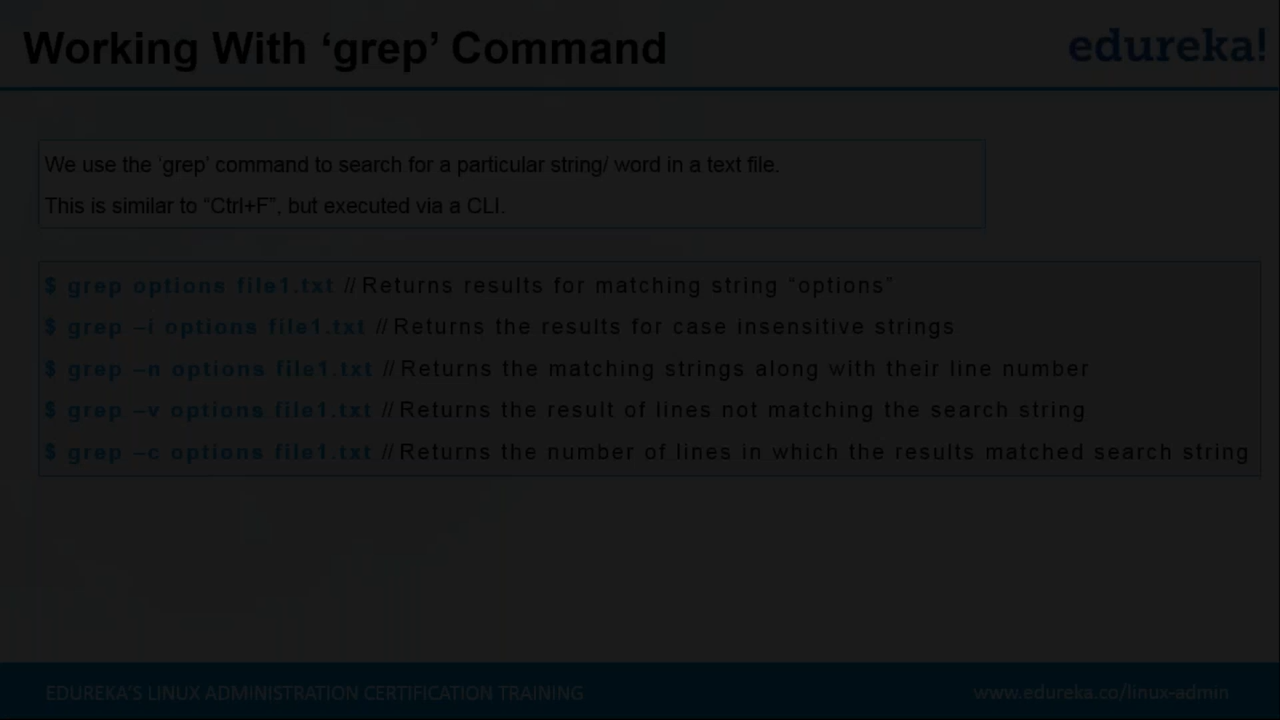 Working With ‘grep’ Command
edureka!
We use the ‘grep’ command to search for a particular string/ word in a text file.
This is similar to “Ctrl+F”, but executed via a CLI.
$ grep options file1.txt // Returns results for matching string “options”
$ grep –i options file1.txt // Returns the results for case insensitive strings
$ grep –n options file1.txt // Returns the matching strings along with their line number
$ grep –v options file1.txt // Returns the result of lines not matching the search string
$ grep –c options file1.txt // Returns the number of lines in which the results matched search string
EDUREKA'S LINUX ADMINISTRATION CERTIFICATION TRAINING
www.edureka.co/linux-admin